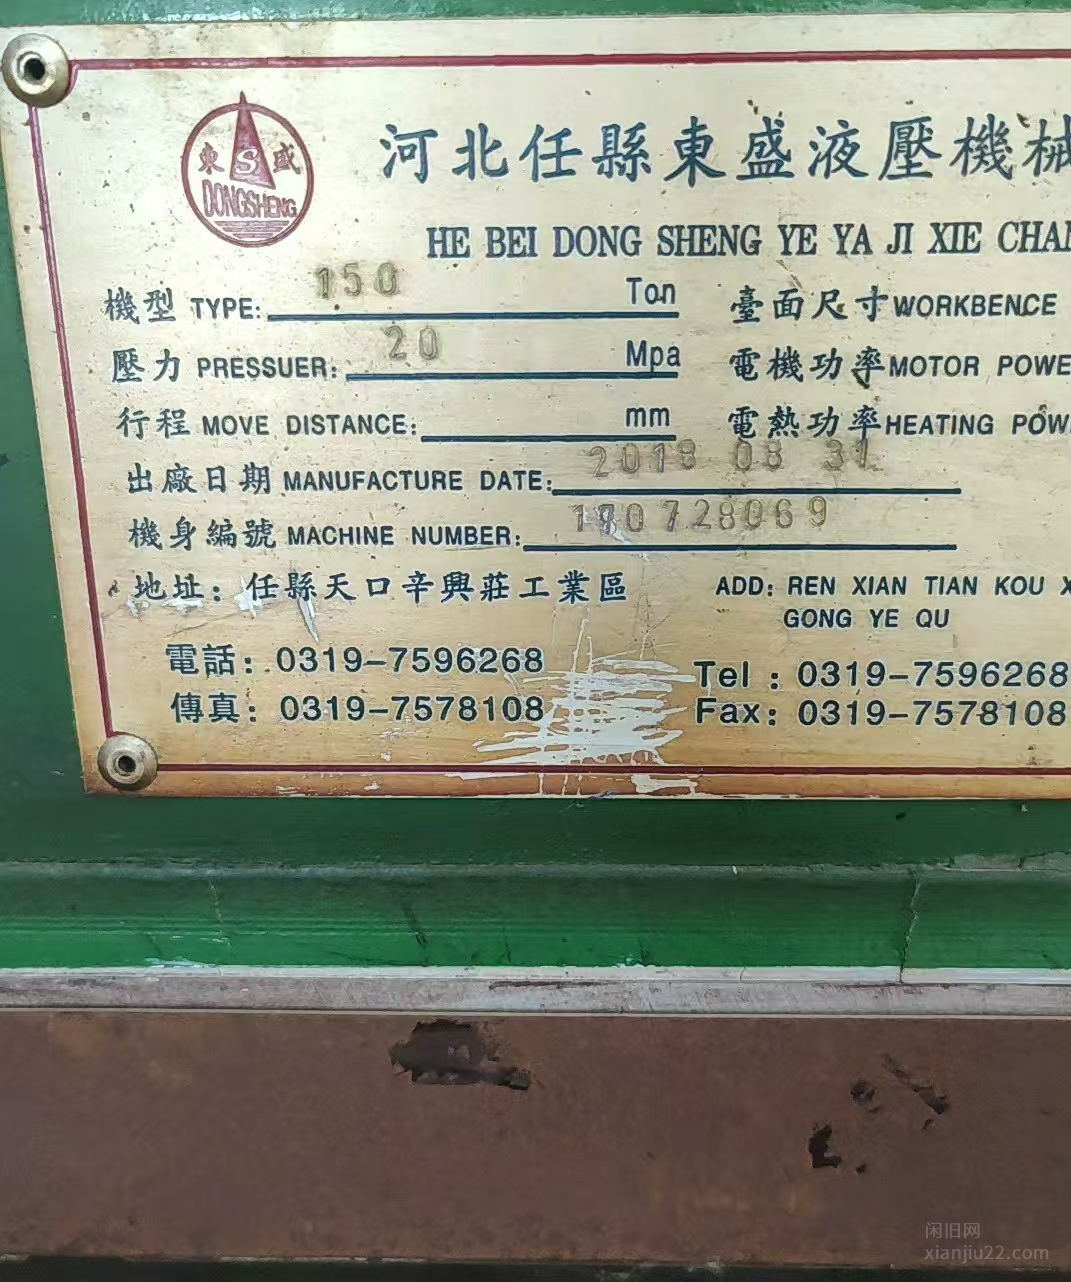 東 S 盛
DONGSHENG
河北任縣東盛液壓機械
HE BEI DONG SHENG YE YA JI XIE
機型 TYPE: 150 Ton
臺面尺寸 WORKBENCE
壓力 PRESSUER: 20 Mpa
電機功率 MOTOR POWE
行程 MOVE DISTANCE: mm
電熱功率 HEATING POW
出廠日期 MANUFACTURE DATE: 2018 08 31
機身編號 MACHINE NUMBER:
地址: 任縣天口辛興莊工業區
ADD: REN XIAN TIAN KOU
GONG YE QU
電話: 0319-7596268
Tel : 0319-7596268
傳真: 0319-7578108
Fax: 0319-7578108
闲旧网
xianjiu22.com